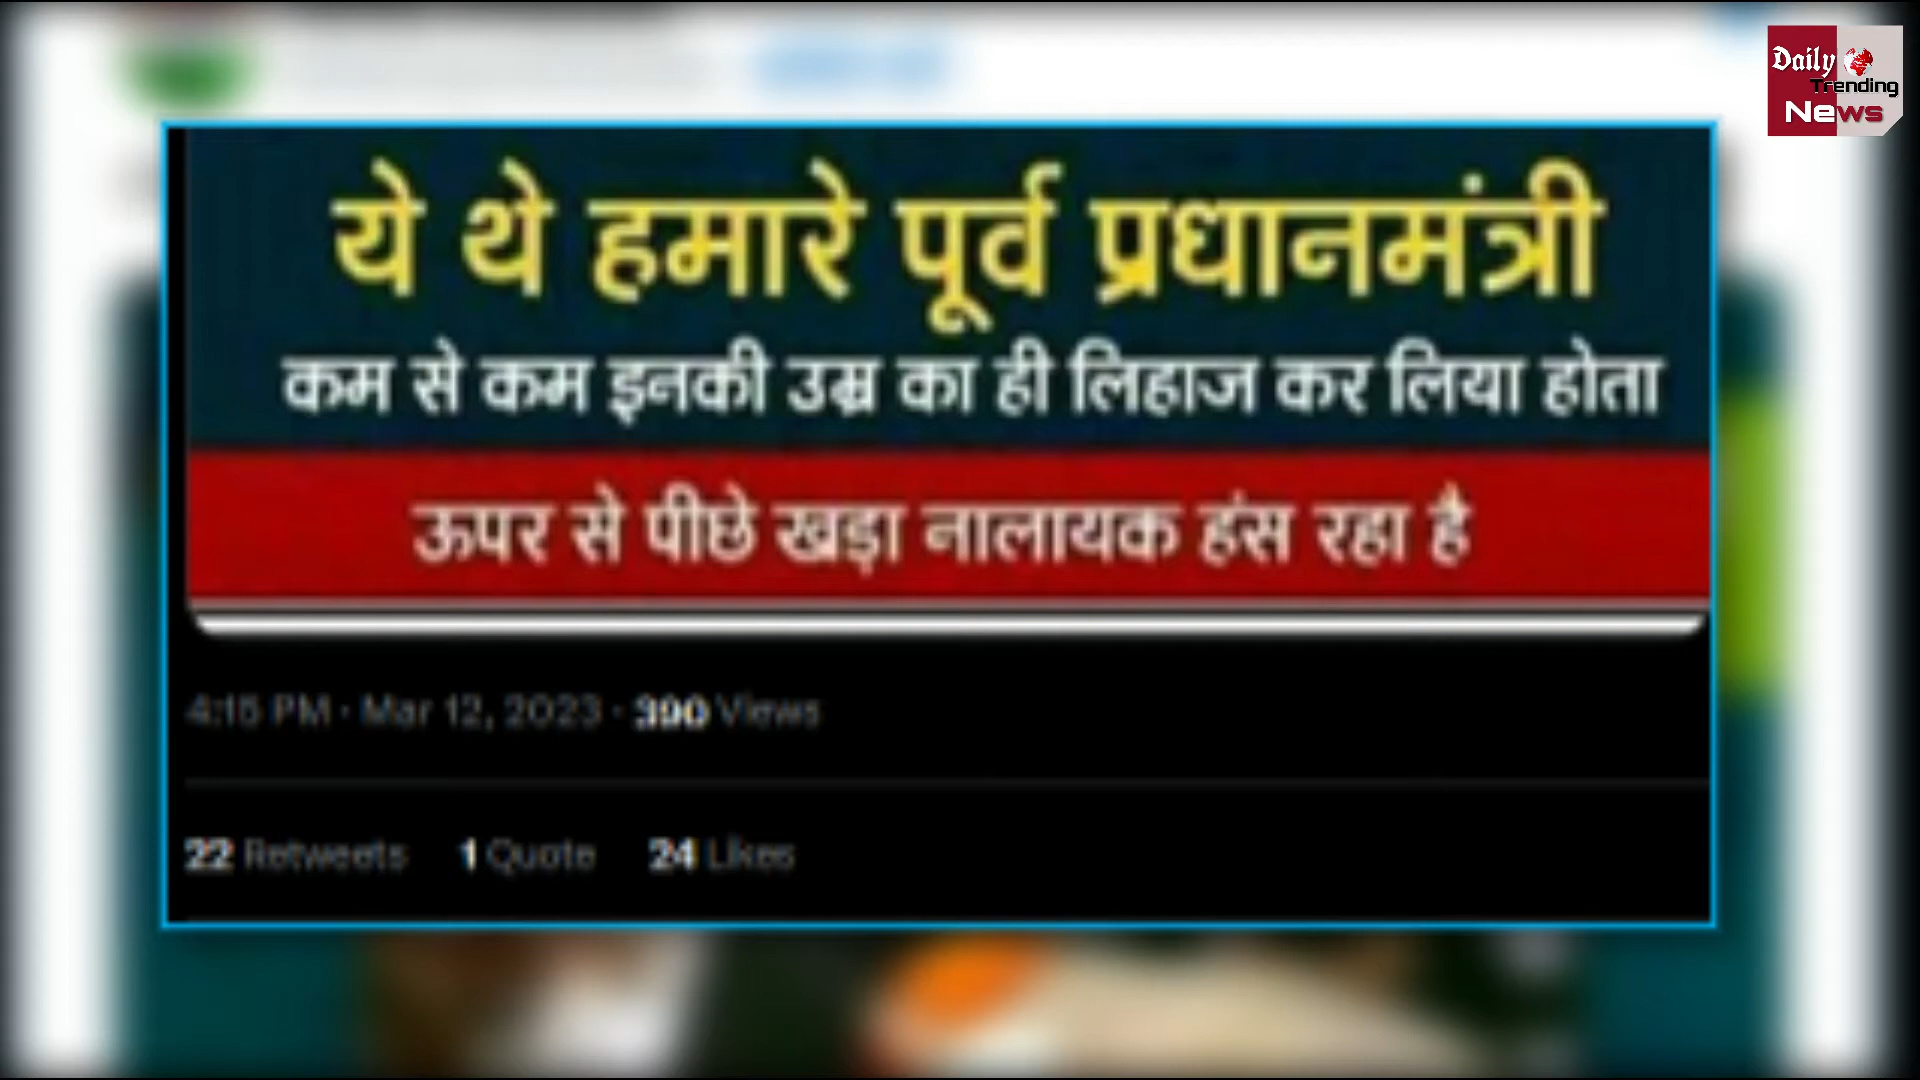 Daily
Trending
News
ये थे हमारे पूर्व प्रधानमंत्री
कम से कम इनकी उम्र का ही लिहाज कर लिया होता
ऊपर से पीछे खड़ा नालायक हंस रहा है
4:15 PM · Mar 12, 2023 · 390 Views
22 Retweets 1 Quote 24 Likes